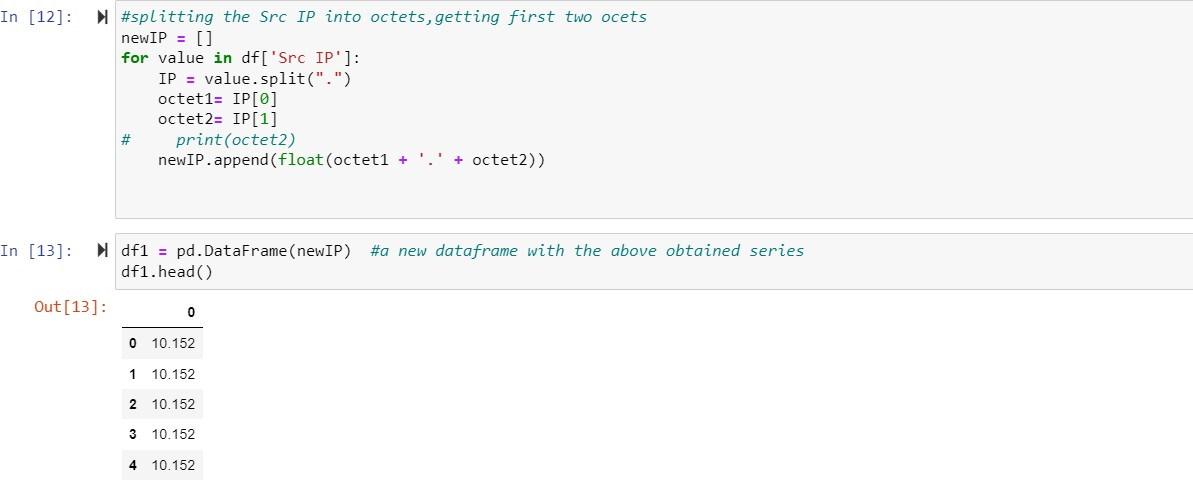 In [12]:
#splitting the Src IP into octets,getting first two ocets
newIP = []
for value in df['Src IP']:
    IP = value.split(".")
    octet1= IP[0]
    octet2= IP[1]
#     print(octet2)
    newIP.append(float(octet1 + '.' + octet2))
In [13]:
df1 = pd.DataFrame(newIP)  #a new dataframe with the above obtained series
df1.head()
Out[13]:
0
0 10.152
1 10.152
2 10.152
3 10.152
4 10.152